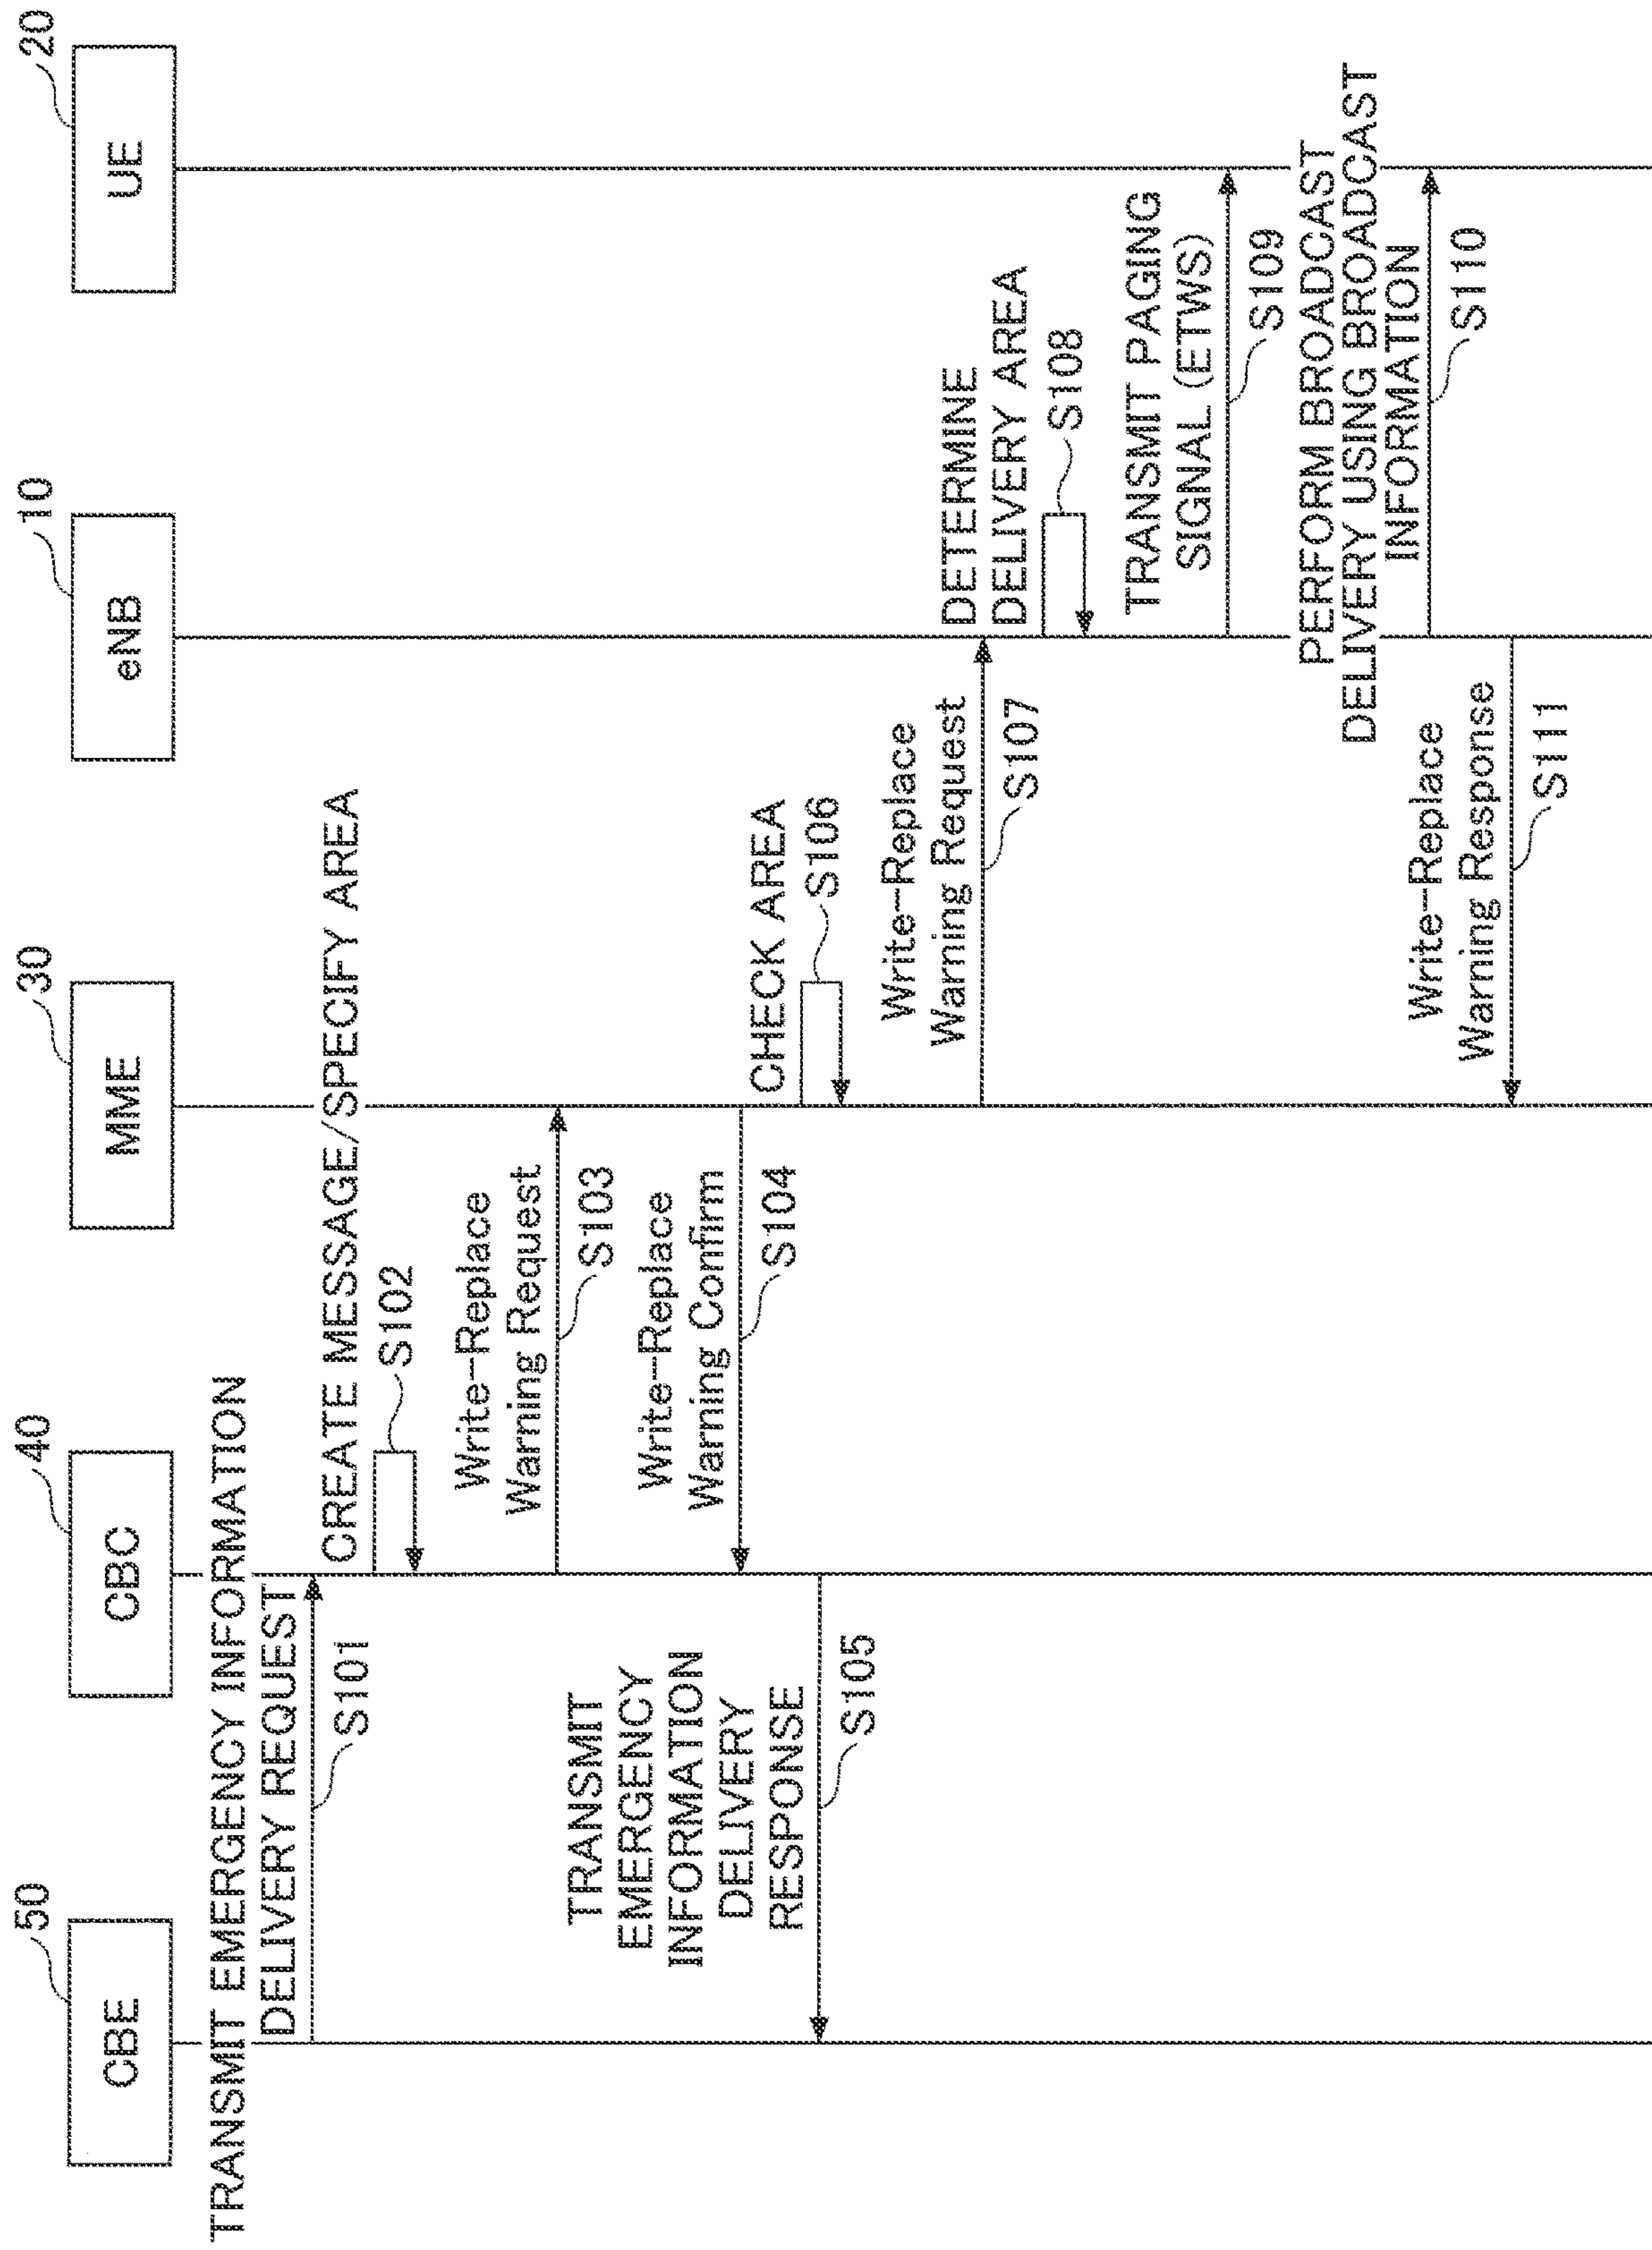 50
40
30
10
20
CBE
CBC
MME
eNB
UE
TRANSMIT EMERGENCY INFORMATION
DELIVERY REQUEST
S101
CREATE MESSAGE/SPECIFY AREA
S102
Write-Replace
Warning Request
S103
Write-Replace
Warning Confirm
S104
TRANSMIT
EMERGENCY
INFORMATION
DELIVERY
RESPONSE
S105
CHECK AREA
S106
Write-Replace
Warning Request
S107
DETERMINE
DELIVERY AREA
S108
TRANSMIT PAGING
SIGNAL (ETWS)
S109
PERFORM BROADCAST
DELIVERY USING BROADCAST
INFORMATION
S110
Write-Replace
Warning Response
S111